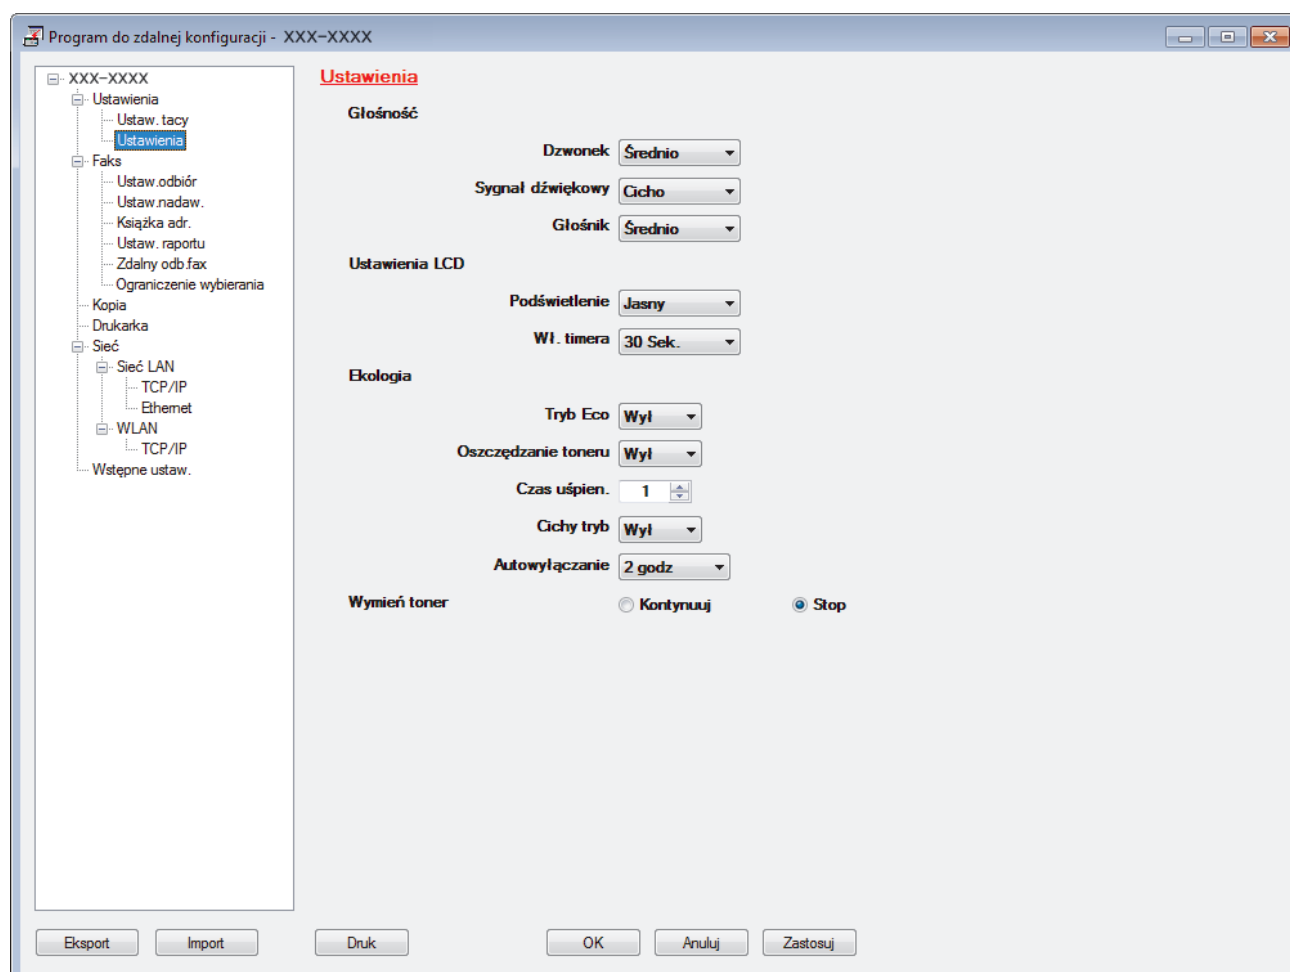 Program do zdalnej konfiguracji - XXX-XXXX
XXX-XXXX
Ustawienia
Ustaw. tacy
Ustawienia
Faks
Ustaw.odbiór
Ustaw.nadaw.
Książka adr.
Ustaw. raportu
Zdalny odb.fax
Ograniczenie wybierania
Kopia
Drukarka
Sieć
Sieć LAN
TCP/IP
Ethernet
WLAN
TCP/IP
Wstępne ustaw.
Ustawienia
Głośność
Dzwonek Średnio
Sygnał dźwiękowy Cicho
Głośnik Średnio
Ustawienia LCD
Podświetlenie Jasny
Wł. timera 30 Sek.
Ekologia
Tryb Eco Wył
Oszczędzanie toneru Wył
Czas uśpien. 1
Cichy tryb Wył
Autowyłączanie 2 godz
Wymień toner Kontynuuj Stop
Eksport Import Druk OK Anuluj Zastosuj